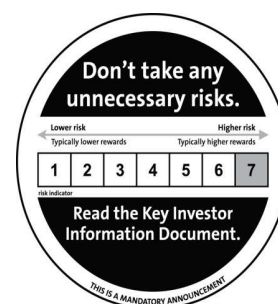 Don't take any
unnecessary risks.
Lower risk Higher risk
Typically lower rewards Typically higher rewards
1 2 3 4 5 6 7
risk indicator
Read the Key Investor
Information Document.
THIS IS A MANDATORY ANNOUNCEMENT